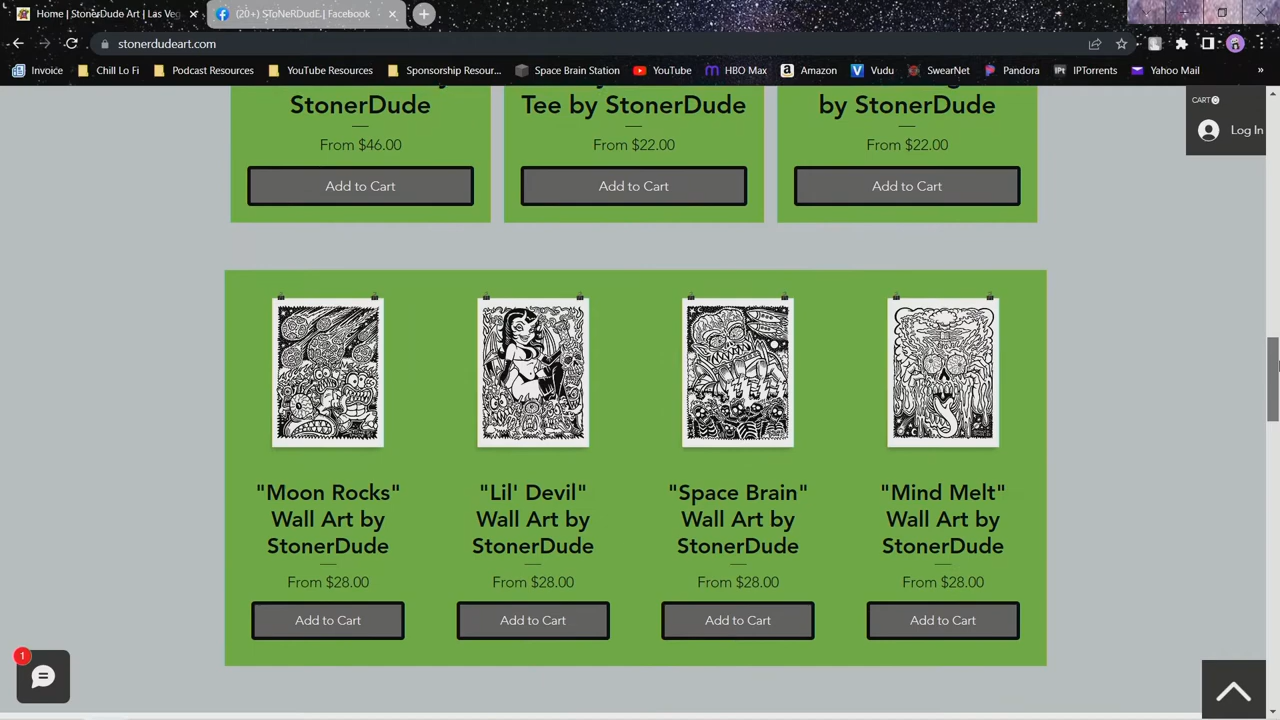 Home | StonerDude Art | Las Veg
(20+) SToNeRDudE | Facebook
stonerdudeart.com
Invoice
Chill Lo Fi
Podcast Resources
YouTube Resources
Sponsorship Resour...
Space Brain Station
YouTube
HBO Max
Amazon
Vudu
SwearNet
Pandora
IPTorrents
Yahoo Mail
»
CART 0
Log In
StonerDude
From $46.00
Add to Cart
Tee by StonerDude
From $22.00
Add to Cart
by StonerDude
From $22.00
Add to Cart
"Moon Rocks"
Wall Art by
StonerDude
From $28.00
Add to Cart
"Lil' Devil"
Wall Art by
StonerDude
From $28.00
Add to Cart
"Space Brain"
Wall Art by
StonerDude
From $28.00
Add to Cart
"Mind Melt"
Wall Art by
StonerDude
From $28.00
Add to Cart
1